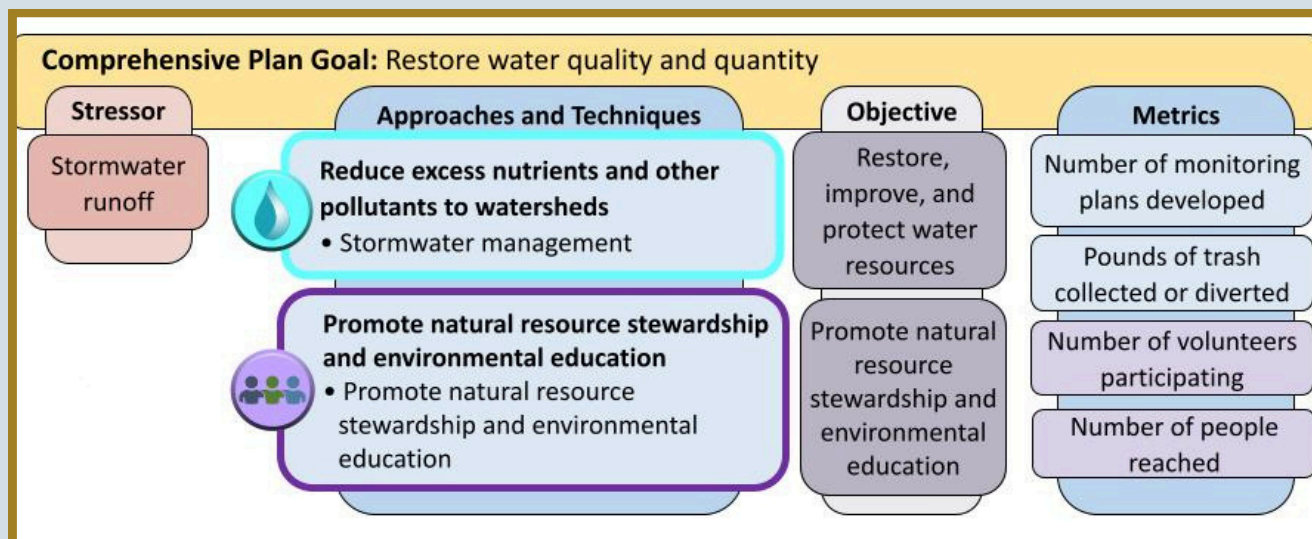 Comprehensive Plan Goal: Restore water quality and quantity
Stressor
Stormwater
runoff
Approaches and Techniques
Reduce excess nutrients and other
pollutants to watersheds
• Stormwater management
Promote natural resource stewardship
and environmental education
• Promote natural resource
stewardship and environmental
education
Objective
Restore,
improve, and
protect water
resources
Promote natural
resource
stewardship and
environmental
education
Metrics
Number of monitoring
plans developed
Pounds of trash
collected or diverted
Number of volunteers
participating
Number of people
reached